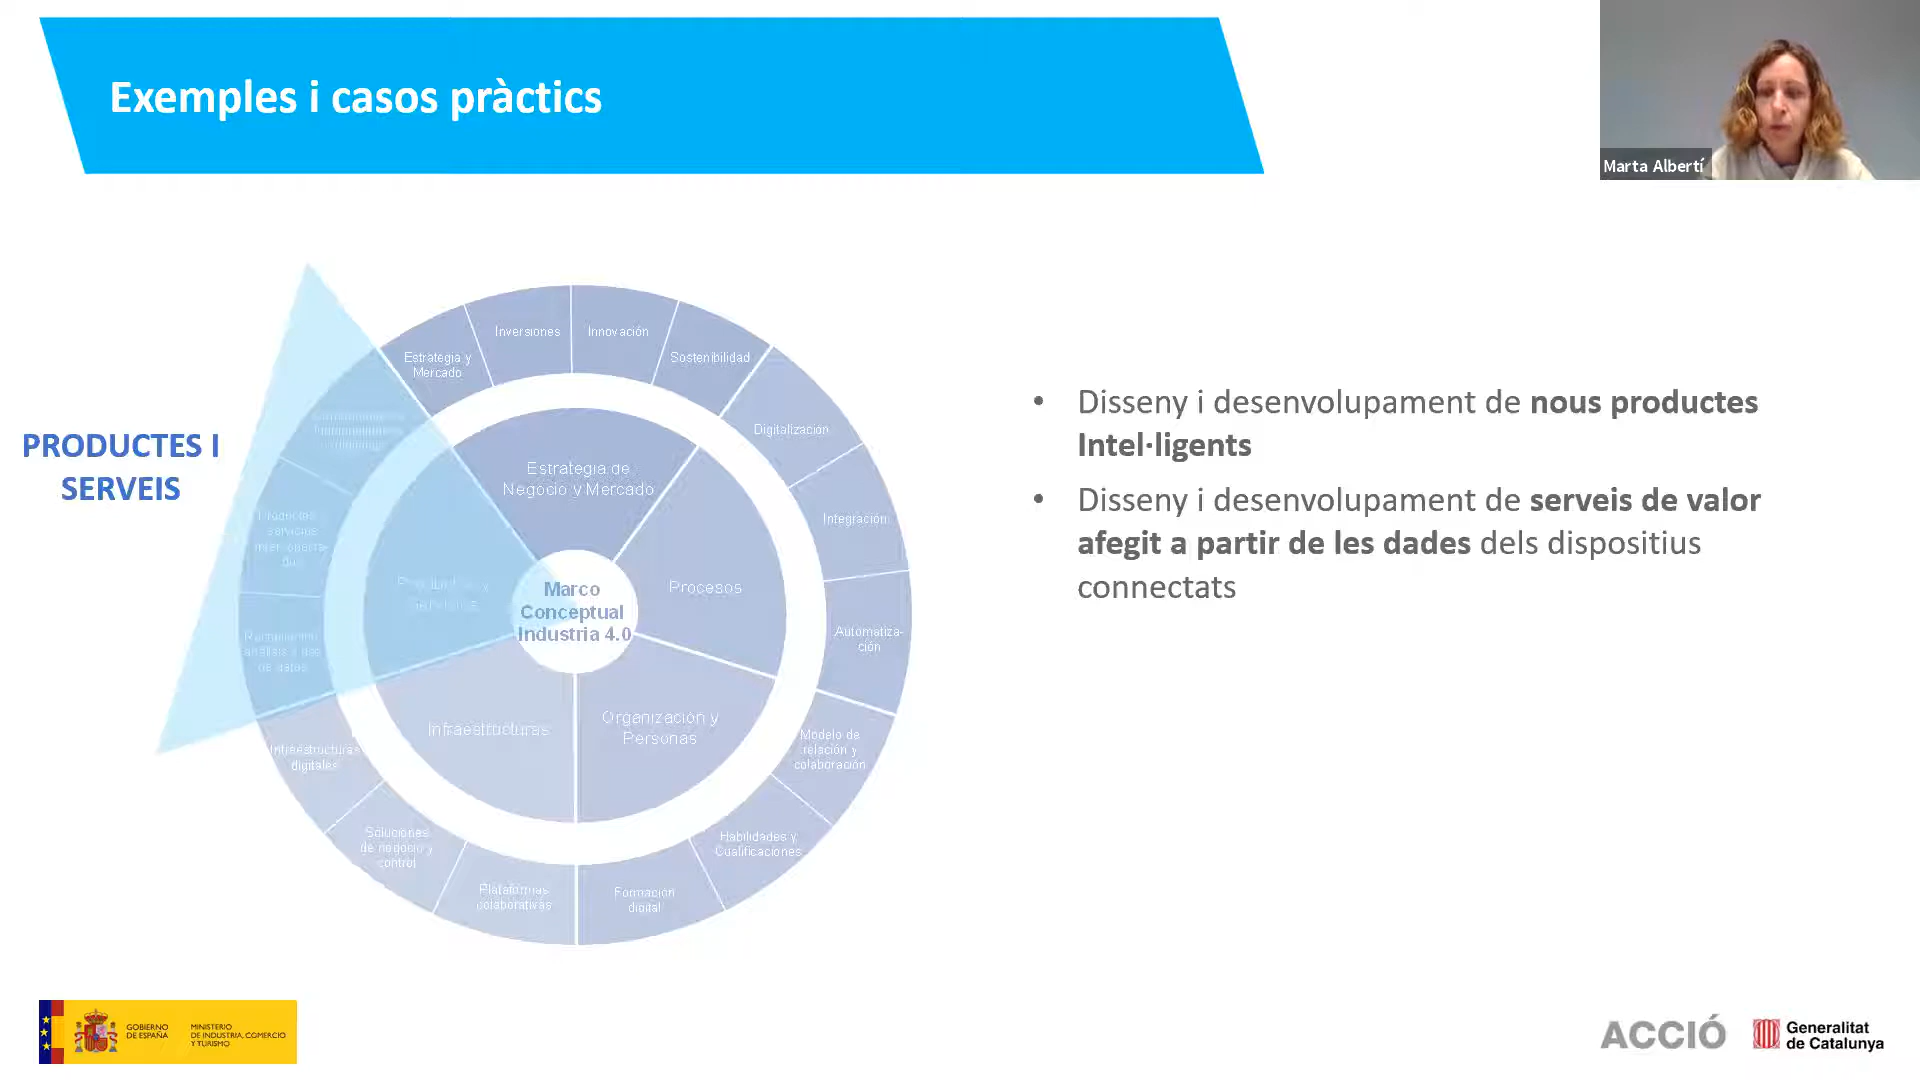 Exemples i casos pràctics
Marta Albertí
PRODUCTES I
SERVEIS
Estrategia y
Mercado
Inversiones
Innovación
Sostenibilidad
Digitalización
Integración
Automatiza-
ción
Modelo de
relación y
colaboración
Habilidades y
Cualificaciones
Formación
digital
Plataformas
colaborativas
Soluciones
de negocio y
control
Infraestructuras
digitales
Estrategia de
Negocio y Mercado
Procesos
Organización y
Personas
Infraestructuras
Marco
Conceptual
Industria 4.0
• Disseny i desenvolupament de nous productes
Intel·ligents
• Disseny i desenvolupament de serveis de valor
afegit a partir de les dades dels dispositius
connectats
GOBIERNO
DE ESPAÑA
MINISTERIO
DE INDUSTRIA, COMERCIO
Y TURISMO
ACCIÓ
Generalitat
de Catalunya